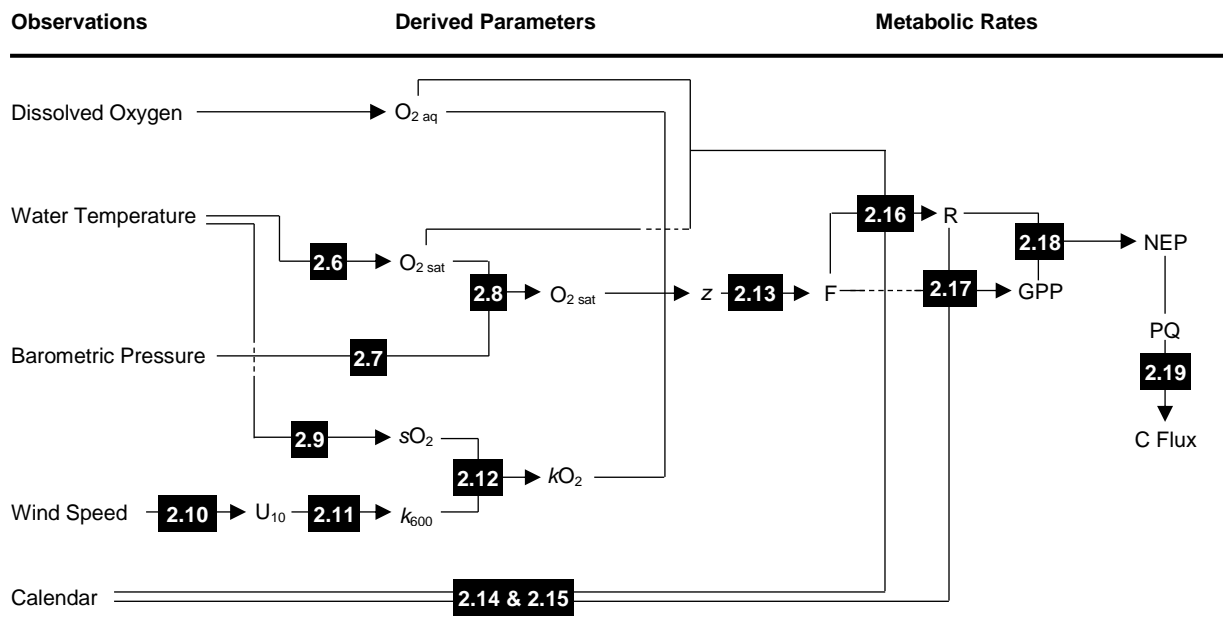 Observations Derived Parameters Metabolic Rates
Dissolved Oxygen O2 aq
Water Temperature 2.16 R
2.6 O2 sat 2.18 NEP
2.8 O2 sat z 2.13 F 2.17 GPP
Barometric Pressure 2.7 PQ
2.19
2.9 sO2 C Flux
2.12 kO2
Wind Speed 2.10 U10 2.11 k600
Calendar 2.14 & 2.15